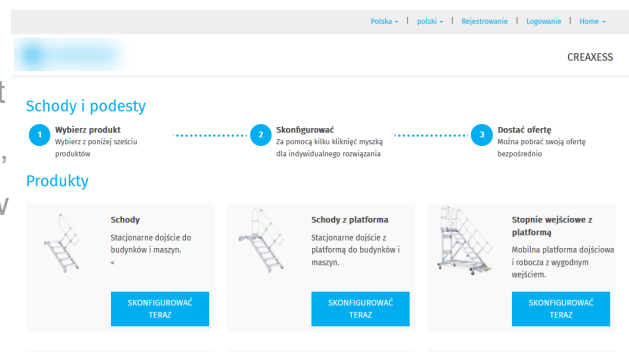 Polska
polski
Rejestrowanie
Logowanie
Home
CREAXESS
t
,
Schody i podesty
1
Wybierz produkt
Wybierz z poniżej sześciu
produktów
2
Skonfigurować
Za pomocą kilku kliknięć myszką
dla indywidualnego rozwiązania
3
Dostać ofertę
Można pobrać swoją ofertę
bezpośrednio
Produkty
Schody
Stacjonarne dojście do
budynków i maszyn.
<
SKONFIGUROWAĆ
TERAZ
Schody z platforma
Stacjonarne dojście z
platformą do budynków i
maszyn.
SKONFIGUROWAĆ
TERAZ
Stopnie wejściowe z
platformą
Mobilna platforma dojściowa
i robocza z wygodnym
wejściem.
SKONFIGUROWAĆ
TERAZ